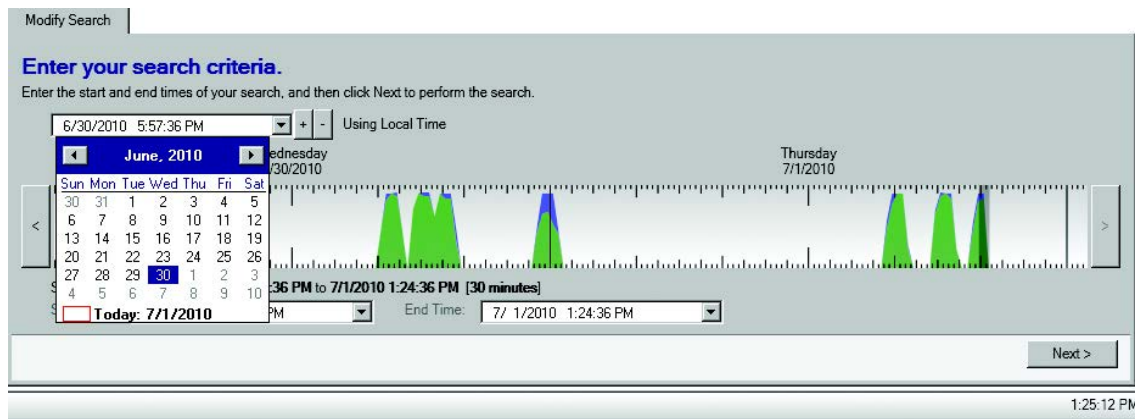 Modify Search
Enter your search criteria.
Enter the start and end times of your search, and then click Next to perform the search.
6/30/2010 5:57:36 PM + - Using Local Time
June, 2010
ednesday
/30/2010
Thursday
7/1/2010
Sun Mon Tue Wed Thu Fri Sat
30 31 1 2 3 4 5
6 7 8 9 10 11 12
13 14 15 16 17 18 19
20 21 22 23 24 25 26
27 28 29 30 1 2 3
4 5 6 7 8 9 10
Today: 7/1/2010
< >
:36 PM to 7/1/2010 1:24:36 PM [30 minutes]
PM End Time: 7/ 1/2010 1:24:36 PM
Next >
1:25:12 PM